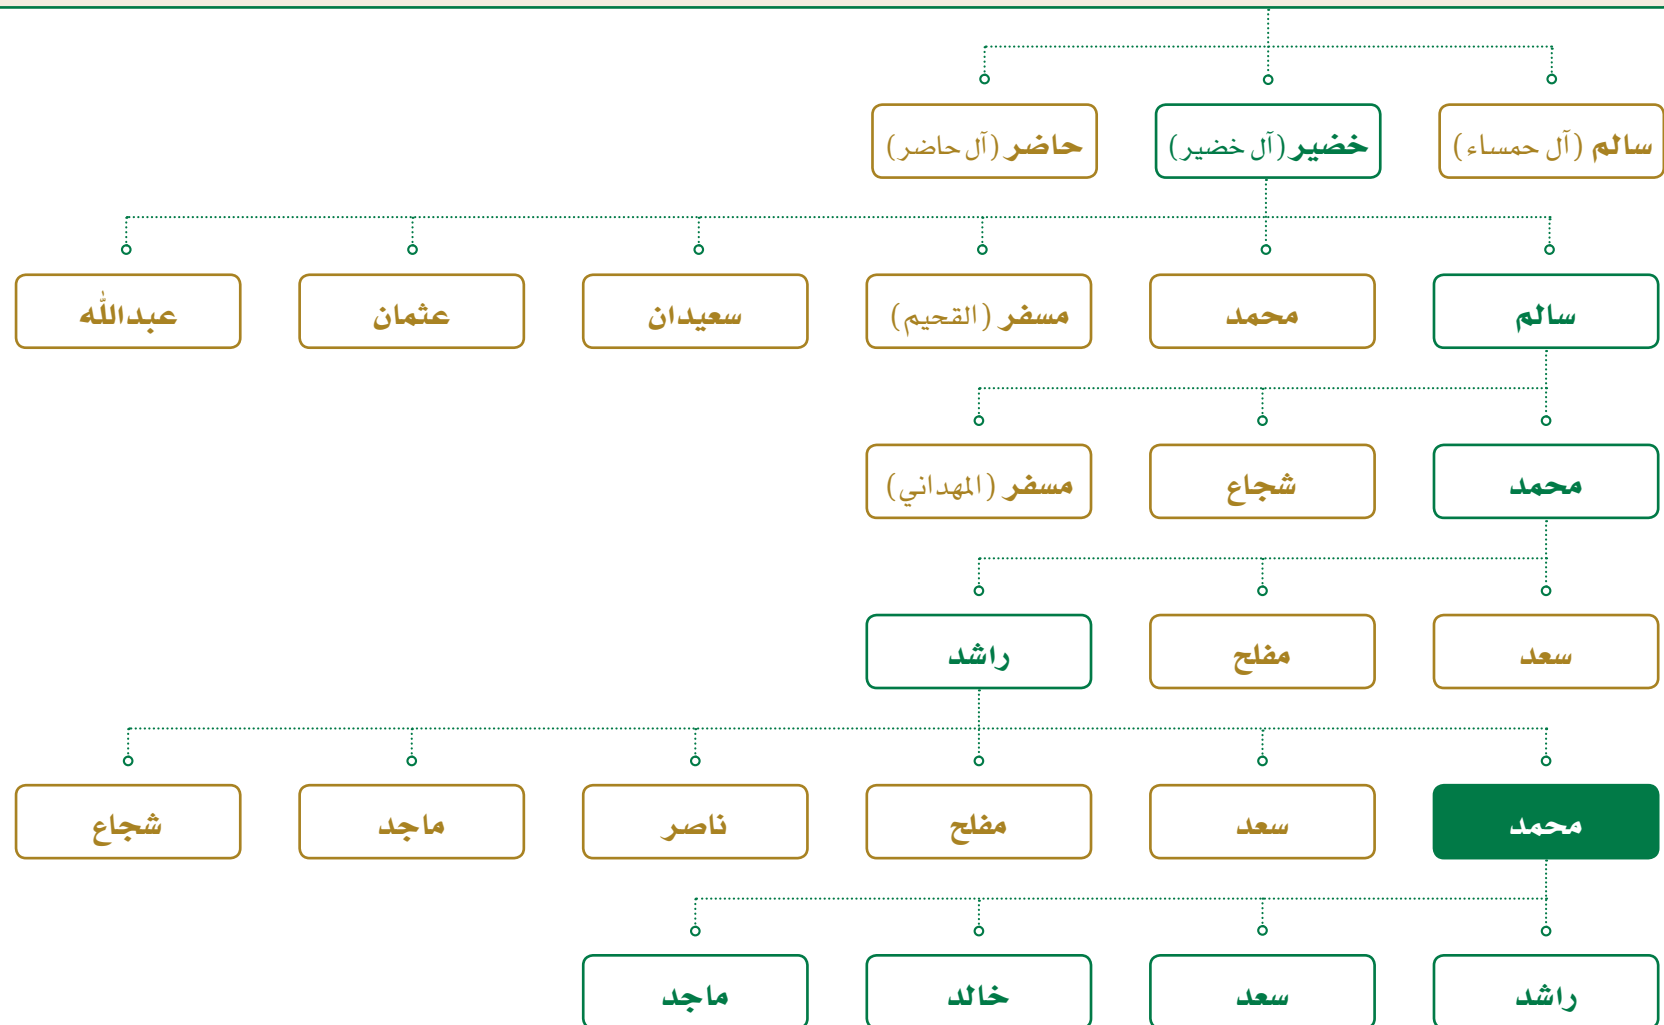 سالم (آل حمساء) خضير (آل خضير) حاضر (آل حاضر)
سالم محمد مسفر (القحيم) سعيدان عثمان عبدالله
محمد شجاع مسفر (المهداني)
سعد مفلح راشد
محمد سعد مفلح ناصر ماجد شجاع
راشد سعد خالد ماجد